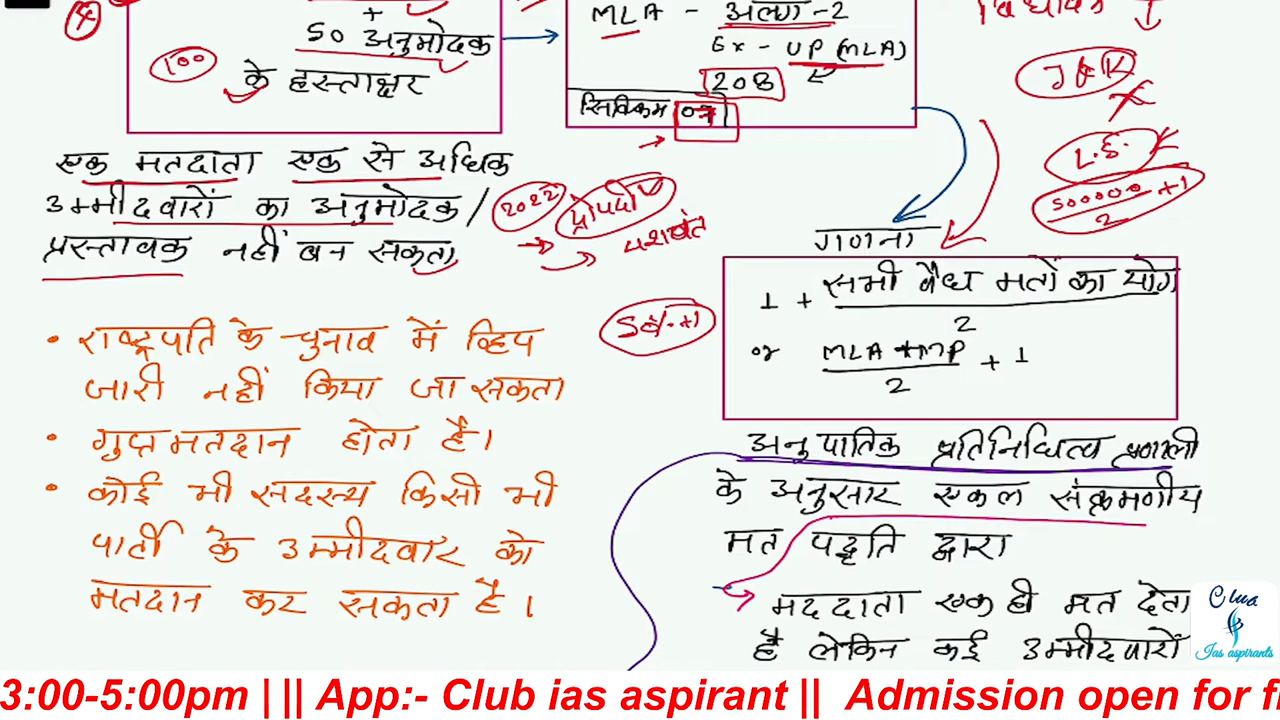 4
+
50 अनुमोदक
100
के हस्ताक्षर
MLA - अलग-2
Ex - UP (MLA)
208
सिक्किम 07
J&K
L.S.
500000 + 1
2
एक मतदाता एक से अधिक
उम्मीदवारों का अनुमोदक /
प्रस्तावक नहीं बन सकता
2022
द्रोपदी
यशवंत
गणना
50%+1
1 + सभी वैध मतों का योग
2
or MLA + MP + 1
2
• राष्ट्रपति के चुनाव में व्हिप
जारी नहीं किया जा सकता
• गुप्त मतदान होता है।
• कोई भी सदस्य किसी भी
पार्टी के उम्मीदवार को
मतदान कर सकता है।
अनुपातिक प्रतिनिधित्व प्रणाली
के अनुसार एकल संक्रमणीय
मत पद्धति द्वारा
मददाता एक ही मत देता
है लेकिन कई उम्मीदवारों
Club
Ias aspirants
3:00-5:00pm | || App:- Club ias aspirant || Admission open for fi